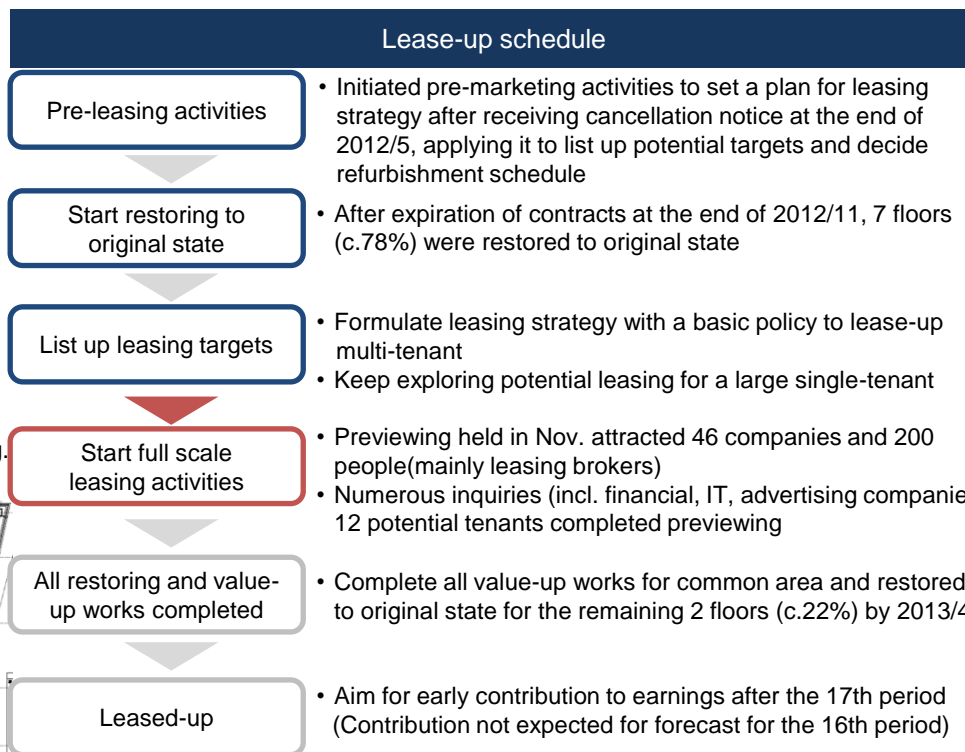 Lease-up schedule
Pre-leasing activities
• Initiated pre-marketing activities to set a plan for leasing
strategy after receiving cancellation notice at the end of
2012/5, applying it to list up potential targets and decide
refurbishment schedule
Start restoring to
original state
• After expiration of contracts at the end of 2012/11, 7 floors
(c.78%) were restored to original state
List up leasing targets
• Formulate leasing strategy with a basic policy to lease-up
multi-tenant
• Keep exploring potential leasing for a large single-tenant
Start full scale
leasing activities
• Previewing held in Nov. attracted 46 companies and 200
people(mainly leasing brokers)
• Numerous inquiries (incl. financial, IT, advertising companie
12 potential tenants completed previewing
All restoring and value-
up works completed
• Complete all value-up works for common area and restored
to original state for the remaining 2 floors (c.22%) by 2013/4
Leased-up
• Aim for early contribution to earnings after the 17th period
(Contribution not expected for forecast for the 16th period)